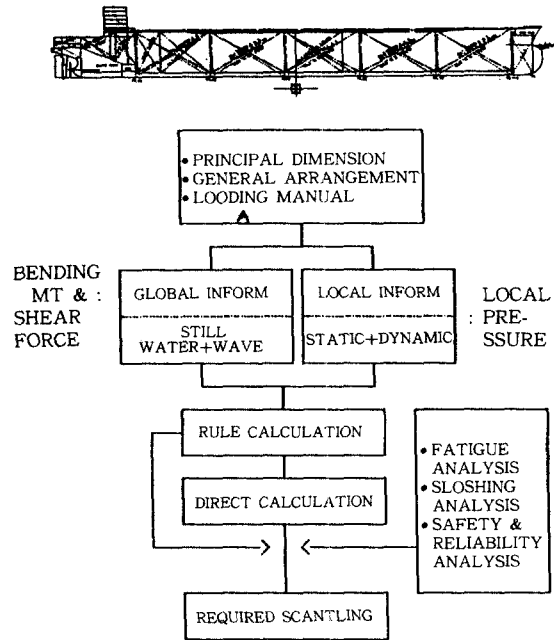 • PRINCIPAL DIMENSION
• GENERAL ARRANGEMENT
• LOODING MANUAL
BENDING
MT & :
SHEAR
FORCE
GLOBAL INFORM
STILL
WATER+WAVE
LOCAL INFORM
STATIC+DYNAMIC
LOCAL
: PRE-
SSURE
RULE CALCULATION
DIRECT CALCULATION
• FATIGUE
ANALYSIS
• SLOSHING
ANALYSIS
• SAFETY &
RELIABILITY
ANALYSIS
REQUIRED SCANTLING